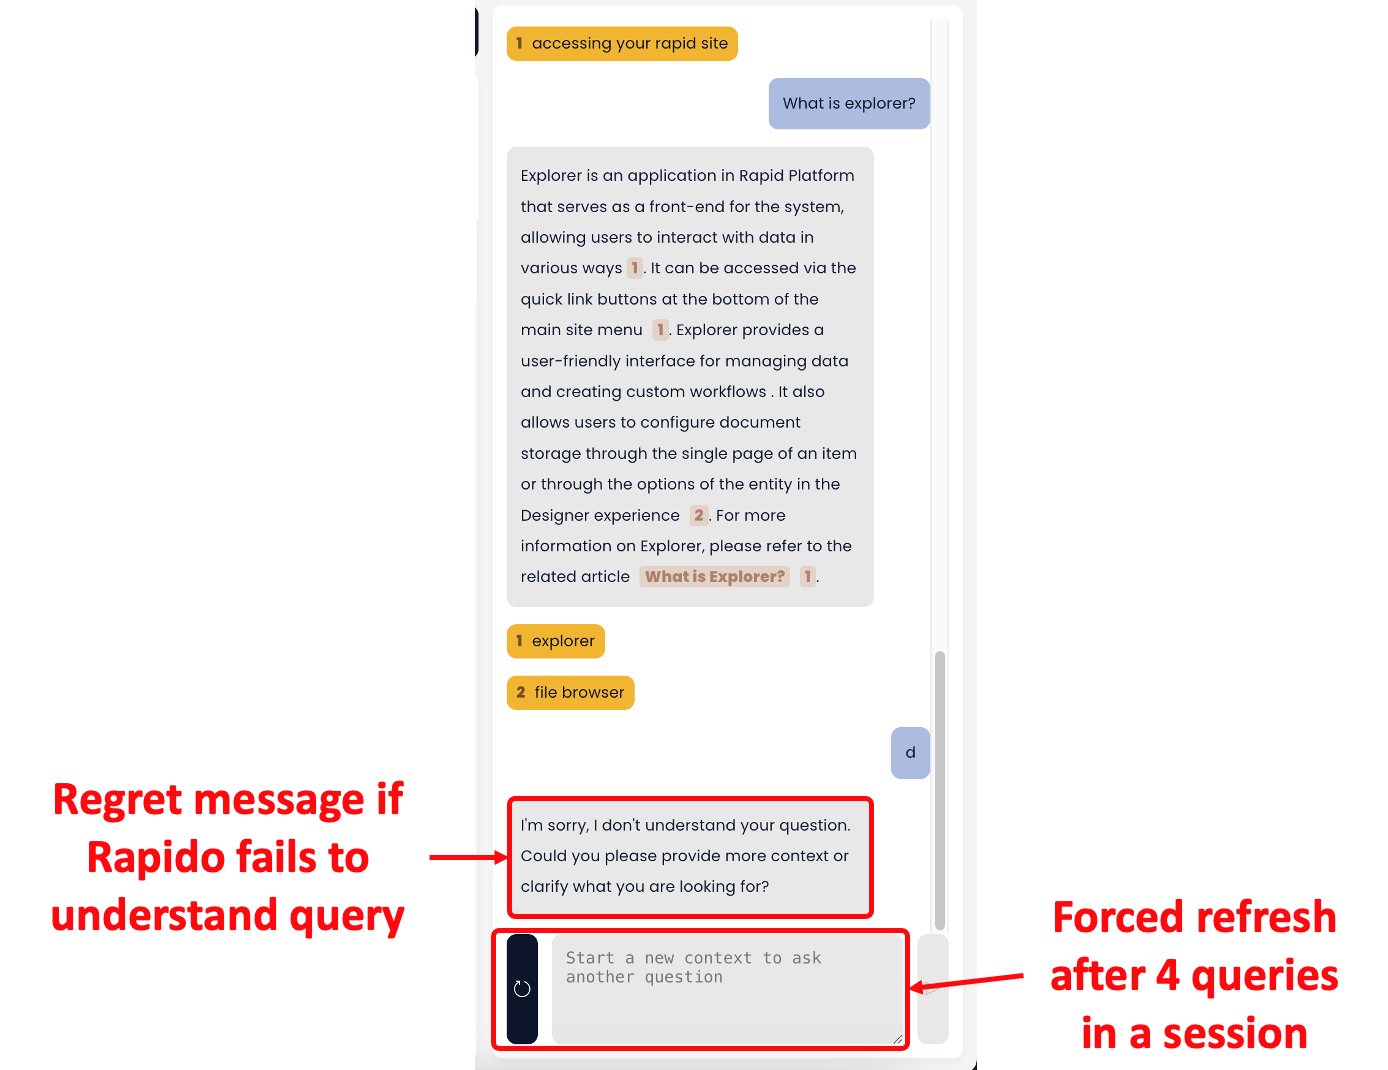 1 accessing your rapid site
What is explorer?
Explorer is an application in Rapid Platform
that serves as a front-end for the system,
allowing users to interact with data in
various ways 1. It can be accessed via the
quick link buttons at the bottom of the
main site menu 1. Explorer provides a
user-friendly interface for managing data
and creating custom workflows . It also
allows users to configure document
storage through the single page of an item
or through the options of the entity in the
Designer experience 2. For more
information on Explorer, please refer to the
related article What is Explorer? 1.
1 explorer
2 file browser
d
Regret message if
Rapido fails to
understand query
I'm sorry, I don't understand your question.
Could you please provide more context or
clarify what you are looking for?
Start a new context to ask
another question
Forced refresh
after 4 queries
in a session